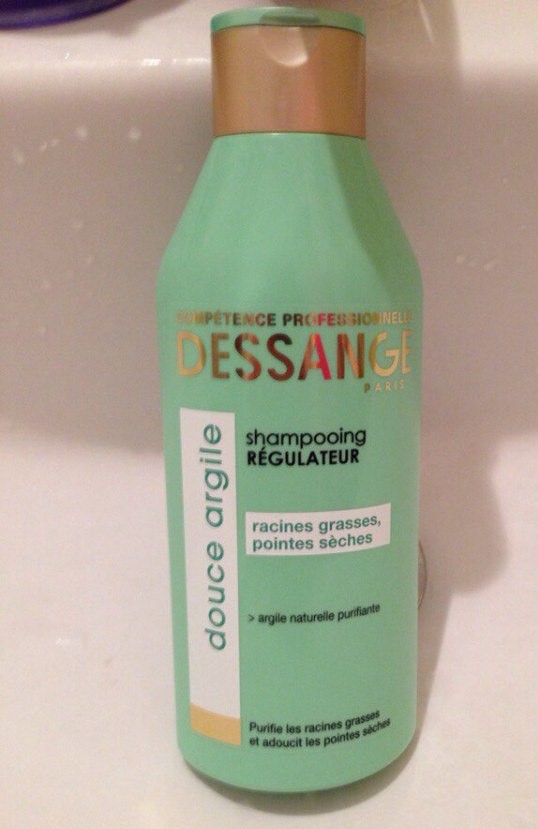 COMPÉTENCE PROFESSIONNELLE
DESSANGE
PARIS
douce argile
shampooing
RÉGULATEUR
racines grasses,
pointes sèches
> argile naturelle purifiante
Purifie les racines grasses
et adoucit les pointes sèches